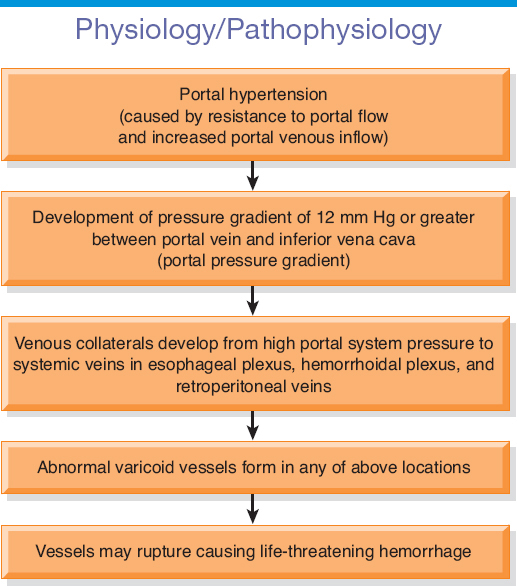 Physiology/Pathophysiology
Portal hypertension
(caused by resistance to portal flow
and increased portal venous inflow)
Development of pressure gradient of 12 mm Hg or greater
between portal vein and inferior vena cava
(portal pressure gradient)
Venous collaterals develop from high portal system pressure to
systemic veins in esophageal plexus, hemorrhoidal plexus, and
retroperitoneal veins
Abnormal varicoid vessels form in any of above locations
Vessels may rupture causing life-threatening hemorrhage